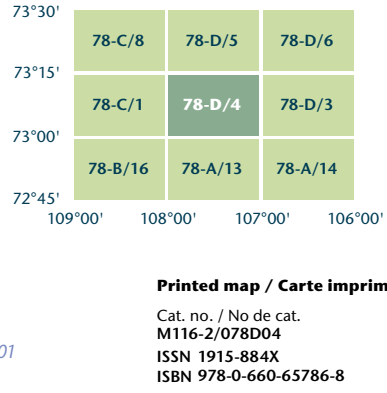 73°30'
78-C/8 78-D/5 78-D/6
73°15'
78-C/1 78-D/4 78-D/3
73°00'
78-B/16 78-A/13 78-A/14
72°45'
109°00' 108°00' 107°00' 106°00'
Printed map / Carte imprim
Cat. no. / No de cat.
M116-2/078D04
01
ISSN 1915-884X
ISBN 978-0-660-65786-8